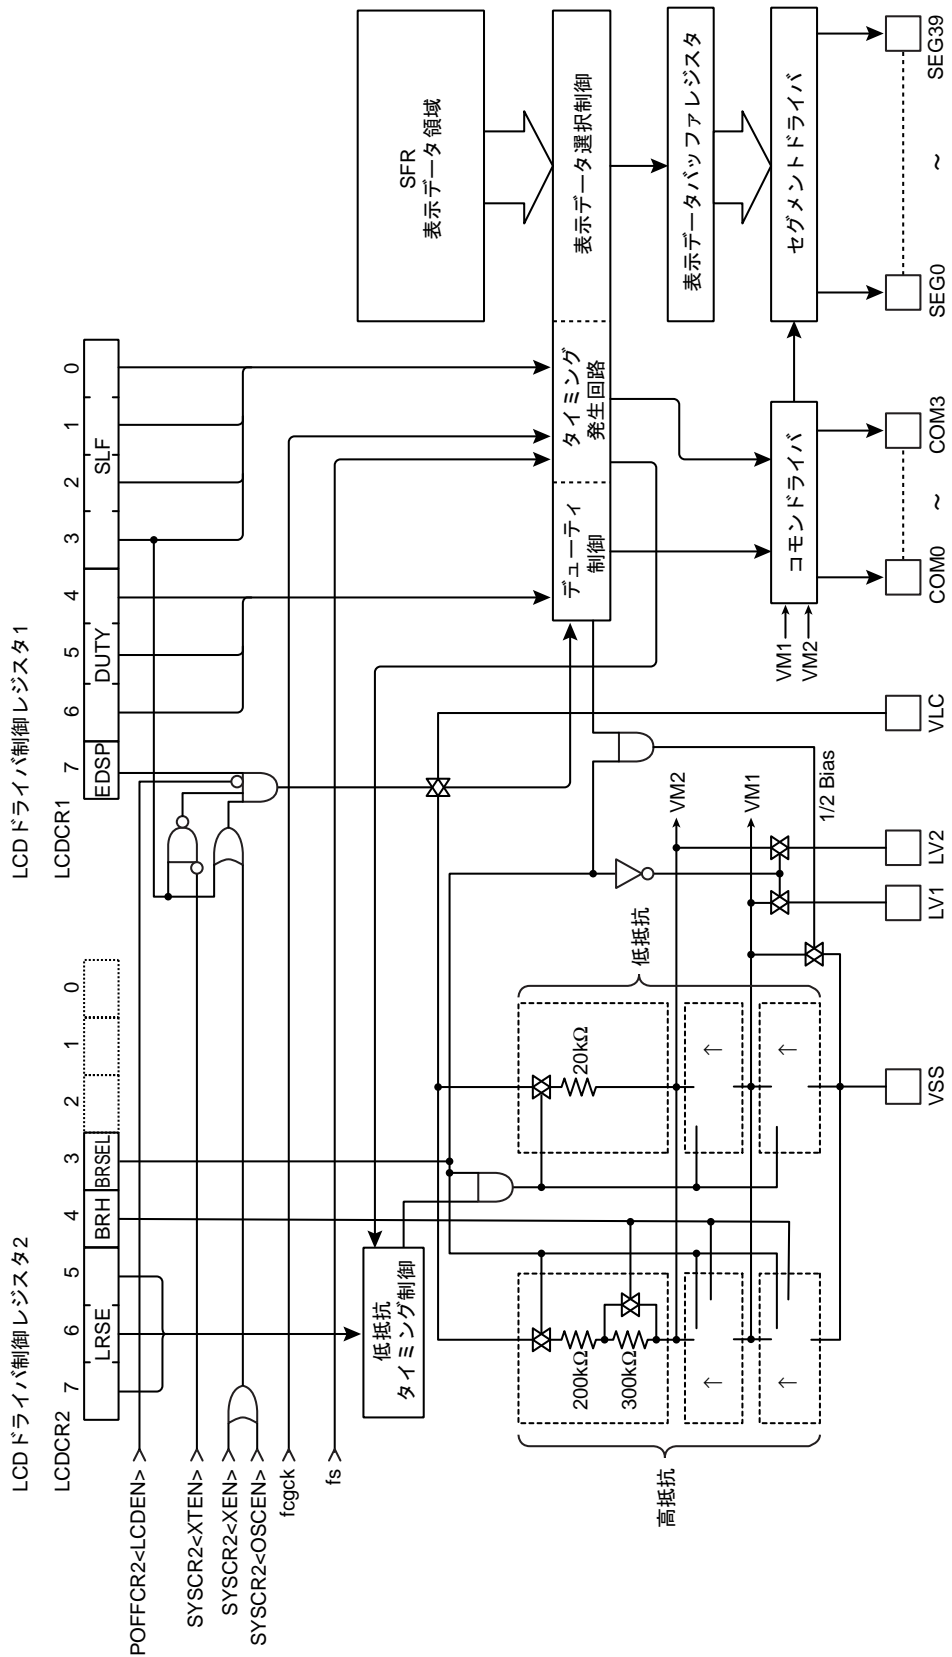 LCDドライバ制御レジスタ2
LCDCR2
7
6
5
4
3
2
1
0
LRSE
BRH
BRSEL
LCDドライバ制御レジスタ1
LCDCR1
7
6
5
4
3
2
1
0
EDSP
DUTY
SLF
POFFCR2<LCDEN>
SYSCR2<XTEN>
SYSCR2<XEN>
SYSCR2<OSCEN>
fcgck
fs
SFR
表示データ領域
低抵抗
タイミング制御
デューティ
制御
タイミング
発生回路
表示データ選択制御
表示データバッファレジスタ
高抵抗
200kΩ
300kΩ
↑
↑
低抵抗
20kΩ
↑
↑
VM2
VM1
1/2 Bias
VM1
VM2
コモンドライバ
セグメントドライバ
VSS
LV1
LV2
VLC
COM0
~
COM3
SEG0
~
SEG39